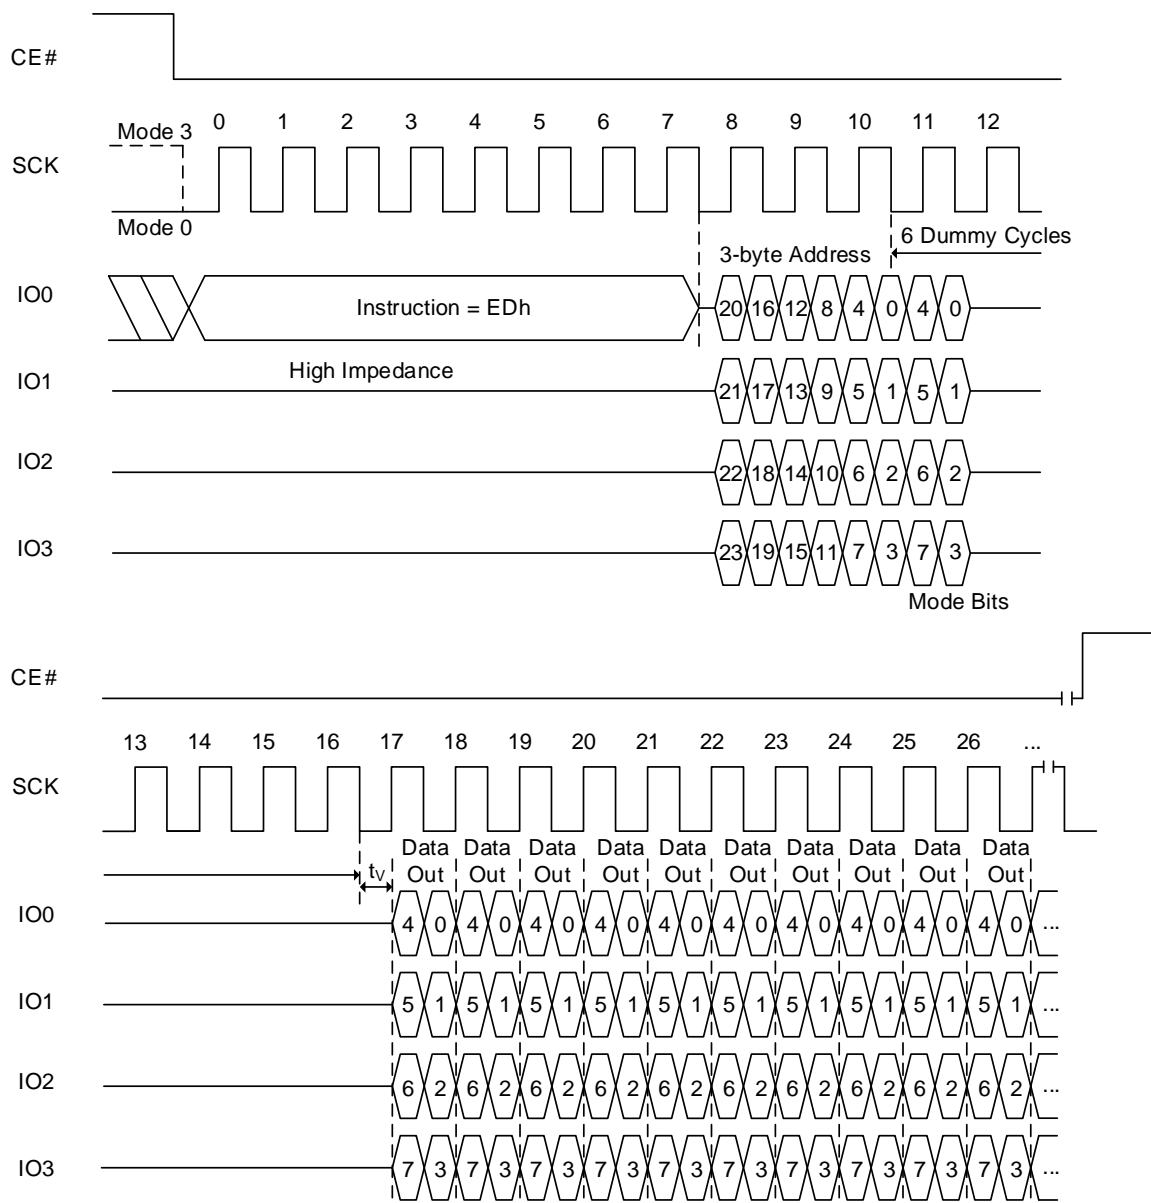 CE#
Mode 3 0 1 2 3 4 5 6 7 8 9 10 11 12
SCK
Mode 0
6 Dummy Cycles
3-byte Address
IO0 Instruction = EDh 20 16 12 8 4 0 4 0
High Impedance
IO1 21 17 13 9 5 1 5 1
IO2 22 18 14 10 6 2 6 2
IO3 23 19 15 11 7 3 7 3
Mode Bits
CE#
13 14 15 16 17 18 19 20 21 22 23 24 25 26 ...
SCK
Data Data Data Data Data Data Data Data Data Data
tV Out Out Out Out Out Out Out Out Out Out
IO0 4 0 4 0 4 0 4 0 4 0 4 0 4 0 4 0 4 0 4 0 ...
IO1 5 1 5 1 5 1 5 1 5 1 5 1 5 1 5 1 5 1 5 1 ...
IO2 6 2 6 2 6 2 6 2 6 2 6 2 6 2 6 2 6 2 6 2 ...
IO3 7 3 7 3 7 3 7 3 7 3 7 3 7 3 7 3 7 3 7 3 ...